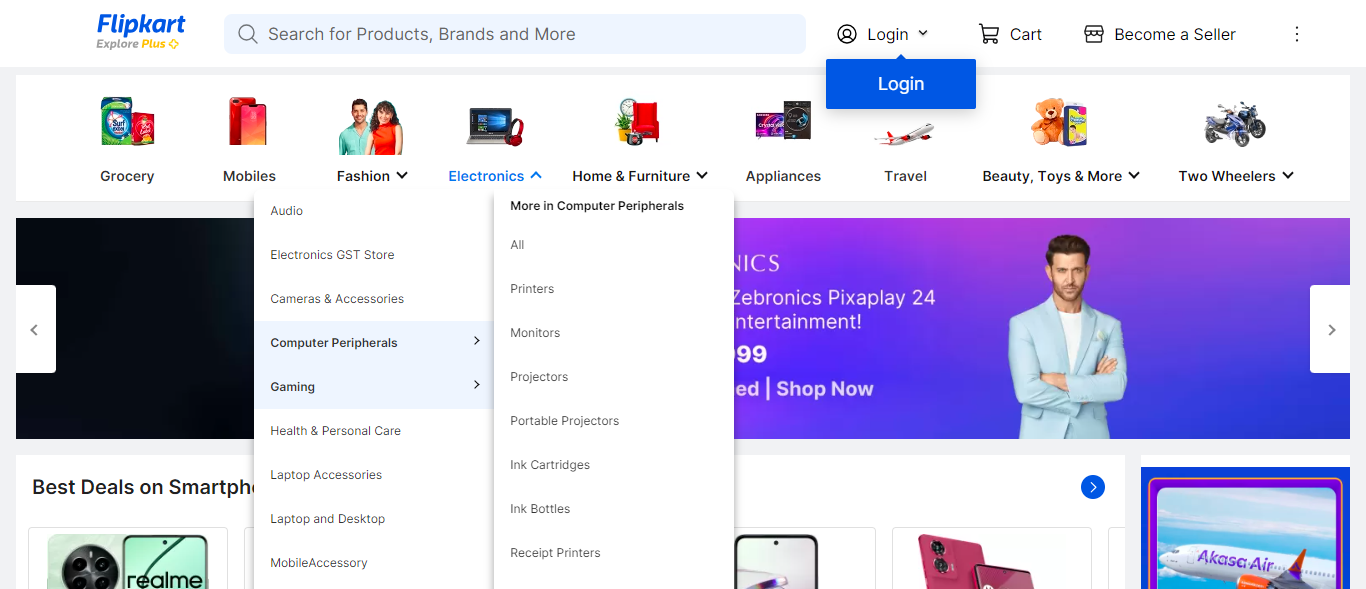 Flipkart
Explore Plus
Search for Products, Brands and More
Login
Cart
Become a Seller
Login
Surf excel
Grocery
Mobiles
Fashion
Electronics
Home & Furniture
Appliances
Travel
Beauty, Toys & More
Two Wheelers
Audio
Electronics GST Store
Cameras & Accessories
Computer Peripherals
Gaming
Health & Personal Care
Laptop Accessories
Laptop and Desktop
MobileAccessory
More in Computer Peripherals
All
Printers
Monitors
Projectors
Portable Projectors
Ink Cartridges
Ink Bottles
Receipt Printers
NICS
Zebronics Pixaplay 24
ntertainment!
999
ed | Shop Now
Best Deals on Smartph
realme
Akasa Air